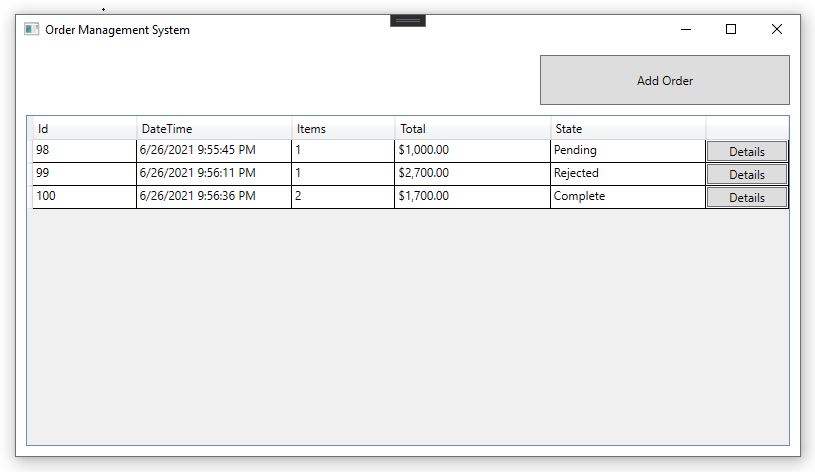 Order Management System
Add Order
Id DateTime Items Total State
98 6/26/2021 9:55:45 PM 1 $1,000.00 Pending Details
99 6/26/2021 9:56:11 PM 1 $2,700.00 Rejected Details
100 6/26/2021 9:56:36 PM 2 $1,700.00 Complete Details